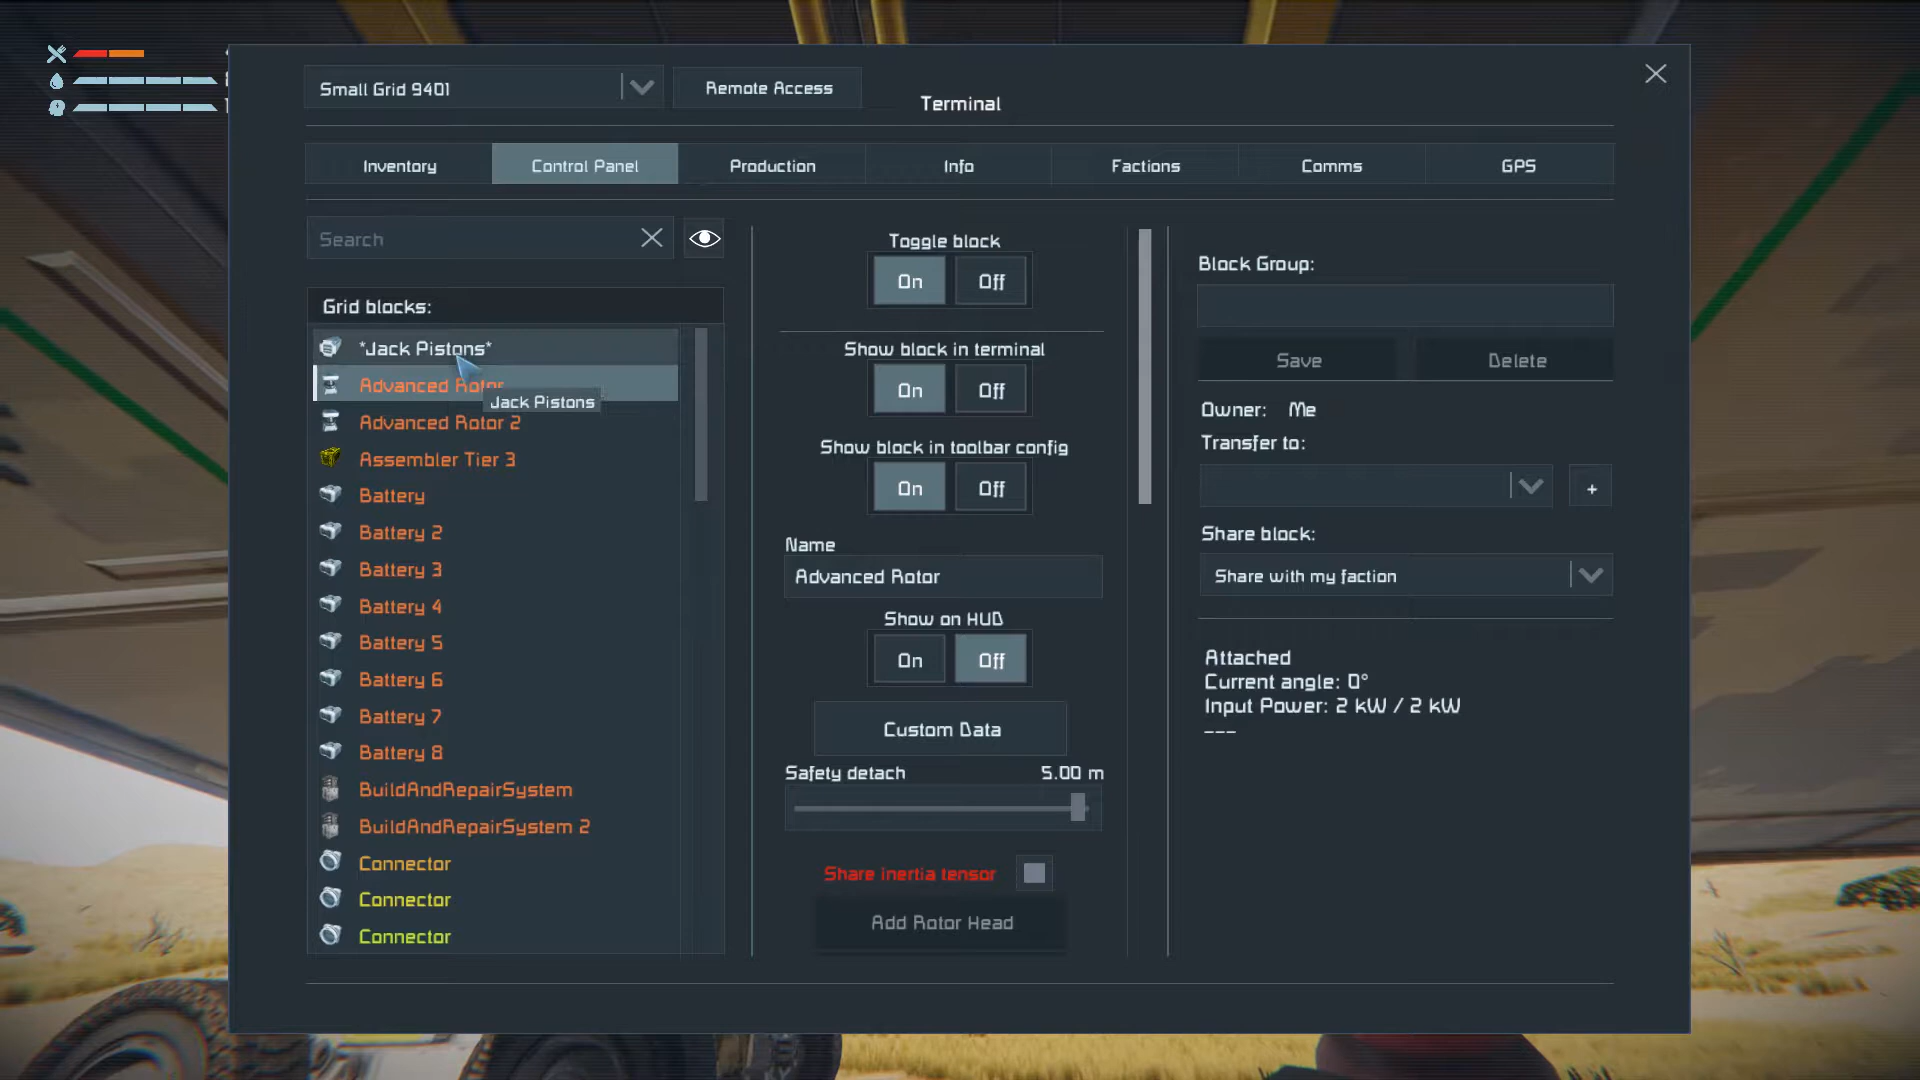 Small Grid 9401
Remote Access
Terminal
Inventory
Control Panel
Production
Info
Factions
Comms
GPS
Search
Grid blocks:
*Jack Pistons*
Advanced Rotor
Jack Pistons
Advanced Rotor 2
Assembler Tier 3
Battery
Battery 2
Battery 3
Battery 4
Battery 5
Battery 6
Battery 7
Battery 8
BuildAndRepairSystem
BuildAndRepairSystem 2
Connector
Connector
Connector
Toggle block
On Off
Show block in terminal
On Off
Show block in toolbar config
On Off
Name
Advanced Rotor
Show on HUD
On Off
Custom Data
Safety detach 5.00 m
Share inertia tensor
Add Rotor Head
Block Group:
Save Delete
Owner: Me
Transfer to:
+
Share block:
Share with my faction
Attached
Current angle: 0°
Input Power: 2 kW / 2 kW
---